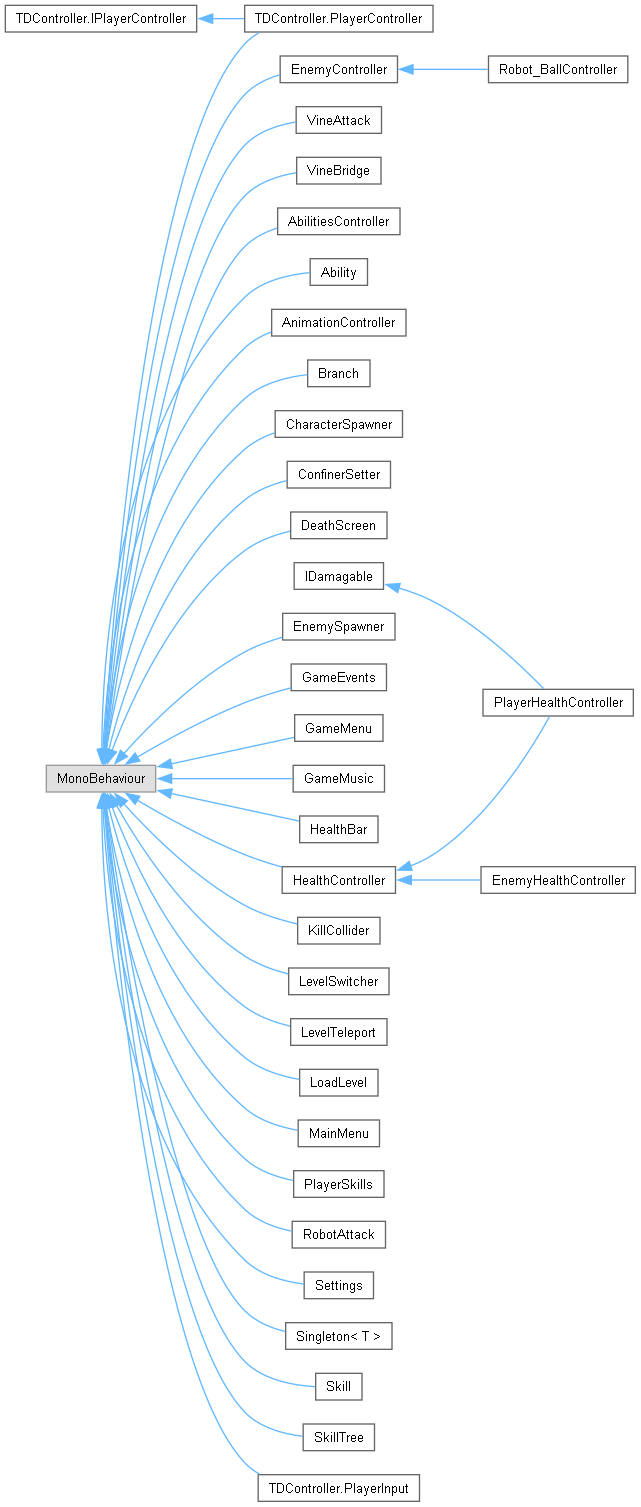 TDController.IPlayerController
TDController.PlayerController
EnemyController
Robot_BallController
VineAttack
VineBridge
AbilitiesController
Ability
AnimationController
Branch
CharacterSpawner
ConfinerSetter
DeathScreen
IDamagable
EnemySpawner
GameEvents
PlayerHealthController
GameMenu
MonoBehaviour
GameMusic
HealthBar
HealthController
EnemyHealthController
KillCollider
LevelSwitcher
LevelTeleport
LoadLevel
MainMenu
PlayerSkills
RobotAttack
Settings
Singleton< T >
Skill
SkillTree
TDController.PlayerInput